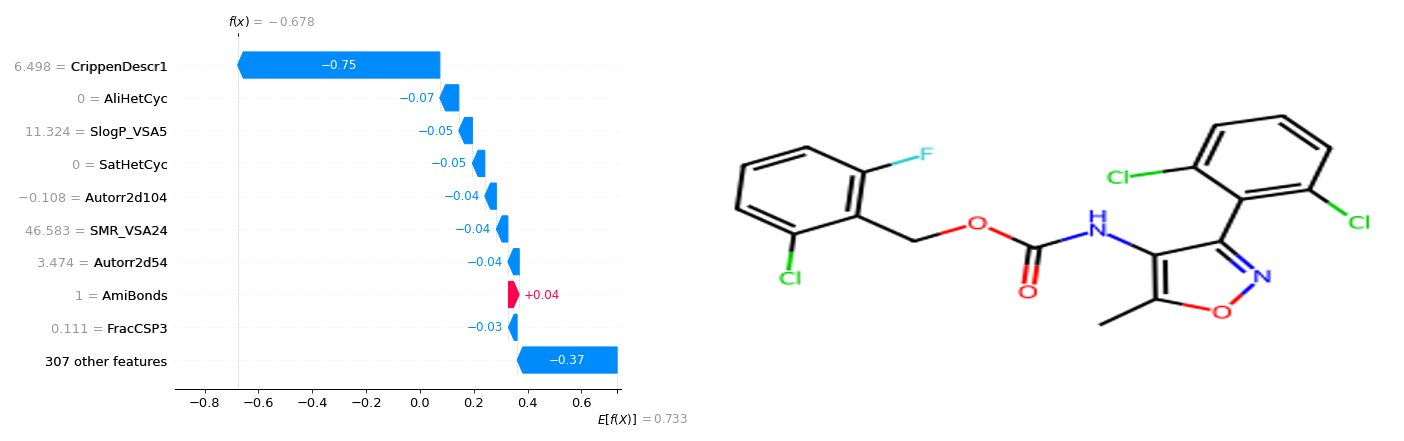 f(x) = −0.678
6.498 = CrippenDescr1
−0.75
0 = AliHetCyc
−0.07
11.324 = SlogP_VSA5
−0.05
0 = SatHetCyc
−0.05
−0.108 = Autorr2d104
−0.04
46.583 = SMR_VSA24
−0.04
3.474 = Autorr2d54
−0.04
1 = AmiBonds
+0.04
0.111 = FracCSP3
−0.03
307 other features
−0.37
−0.8 −0.6 −0.4 −0.2 0.0 0.2 0.4 0.6
E[f(X)] = 0.733
F
Cl
O
O
H
N
Cl
Cl
N
O